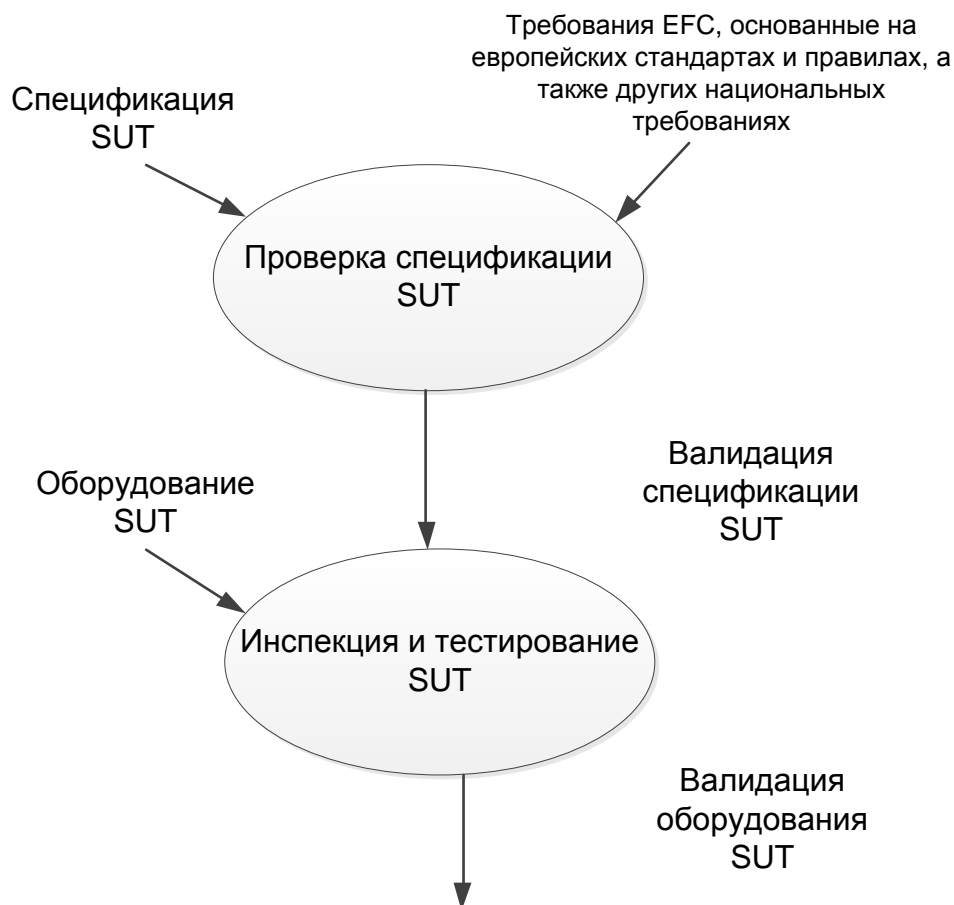 Требования EFC, основанные на
европейских стандартах и правилах, а
также других национальных
требованиях
Спецификация
SUT
Проверка спецификации
SUT
Валидация
спецификации
SUT
Оборудование
SUT
Инспекция и тестирование
SUT
Валидация
оборудования
SUT